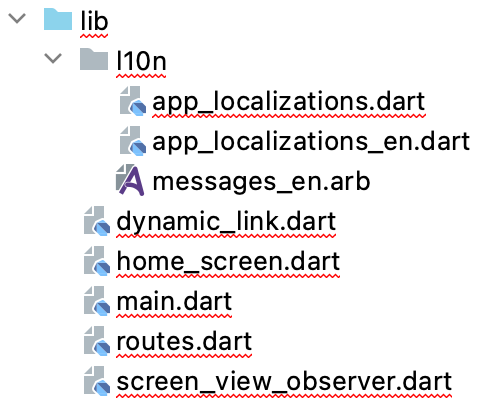 lib
l10n
app_localizations.dart
app_localizations_en.dart
messages_en.arb
dynamic_link.dart
home_screen.dart
main.dart
routes.dart
screen_view_observer.dart